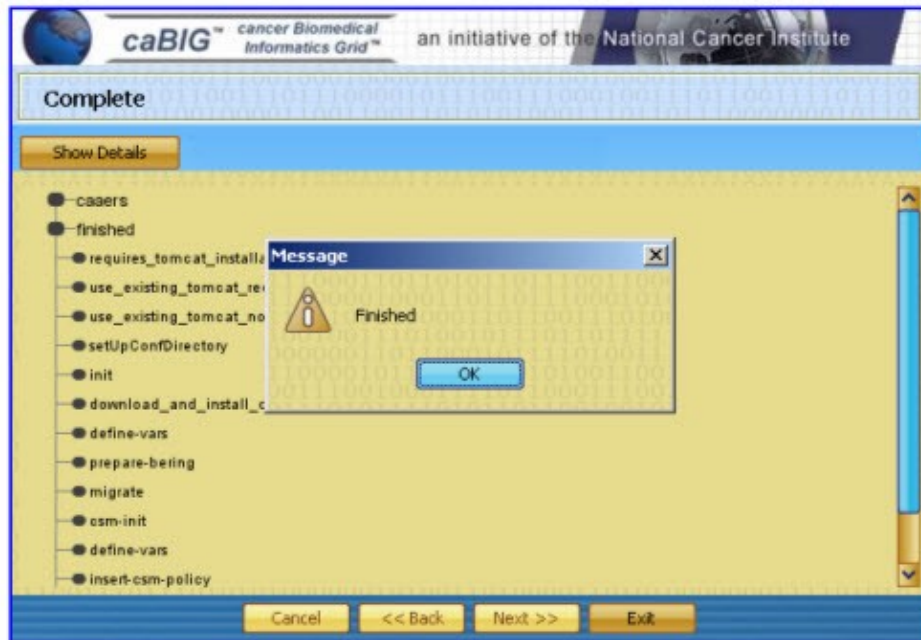 caBIG™ cancer Biomedical Informatics Grid™ an initiative of the National Cancer Institute
Complete
Show Details
caaers
finished
requires_tomcat_installa
Message
use_existing_tomcat_re
use_existing_tomcat_no
Finished
setUpConfDirectory
init
OK
download_and_install_c
define-vars
prepare-bering
migrate
csm-init
define-vars
insert-csm-policy
Cancel << Back Next >> Exit